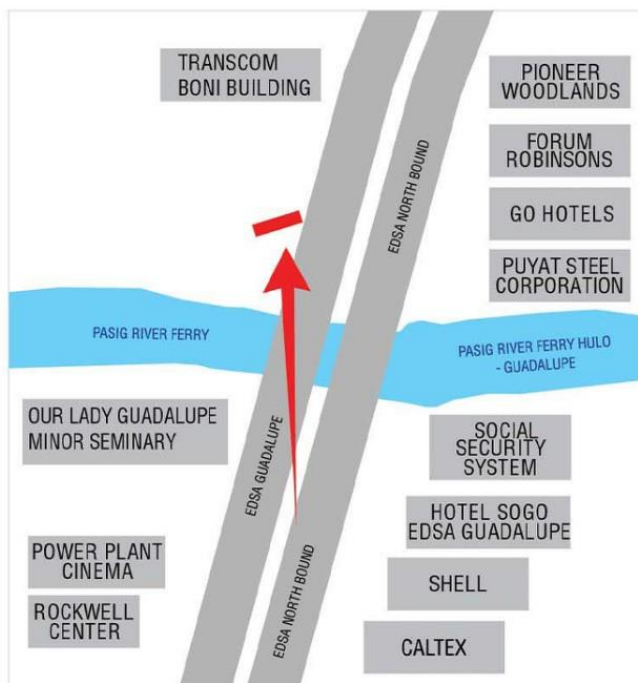 TRANSCOM
BONI BUILDING
PIONEER
WOODLANDS
FORUM
ROBINSONS
GO HOTELS
PUYAT STEEL
CORPORATION
EDSA NORTH BOUND
PASIG RIVER FERRY
PASIG RIVER FERRY HULO
- GUADALUPE
OUR LADY GUADALUPE
MINOR SEMINARY
EDSA GUADALUPE
SOCIAL
SECURITY
SYSTEM
HOTEL SOGO
EDSA GUADALUPE
POWER PLANT
CINEMA
EDSA NORTH BOUND
SHELL
ROCKWELL
CENTER
CALTEX